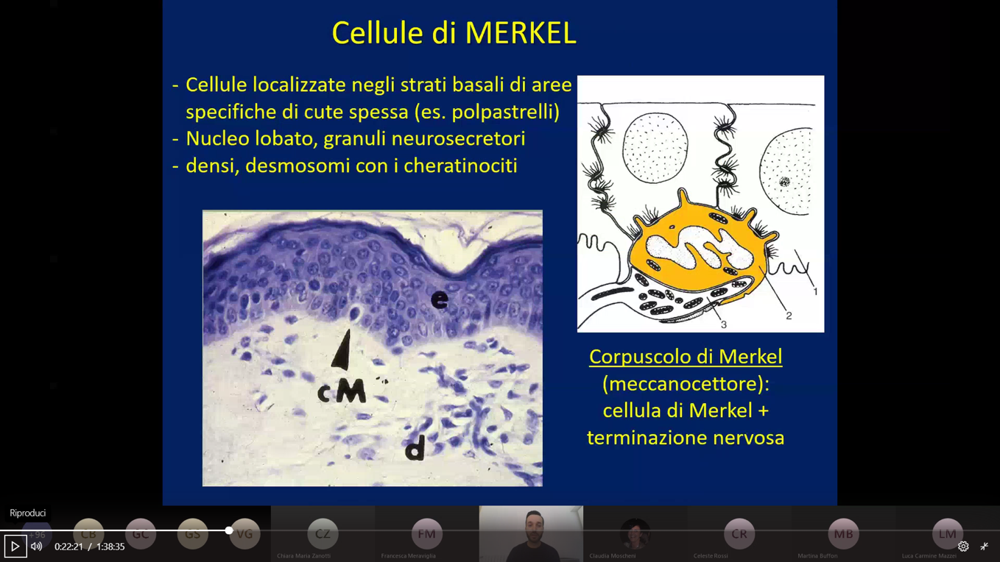 Cellule di MERKEL
- Cellule localizzate negli strati basali di aree
specifiche di cute spessa (es. polpastrelli)
- Nucleo lobato, granuli neurosecretori
- densi, desmosomi con i cheratinociti
e
cM
d
1
2
3
Corpuscolo di Merkel
(meccanocettore):
cellula di Merkel +
terminazione nervosa
Riproduci
+96
CB
GC
GS
VG
CZ
FM
CR
MB
LM
0:22:21 / 1:38:35
Chiara Maria Zanotti
Francesca Meraviglia
Claudia Moscheni
Celeste Rossi
Martina Buffon
Luca Carmine Mazzei